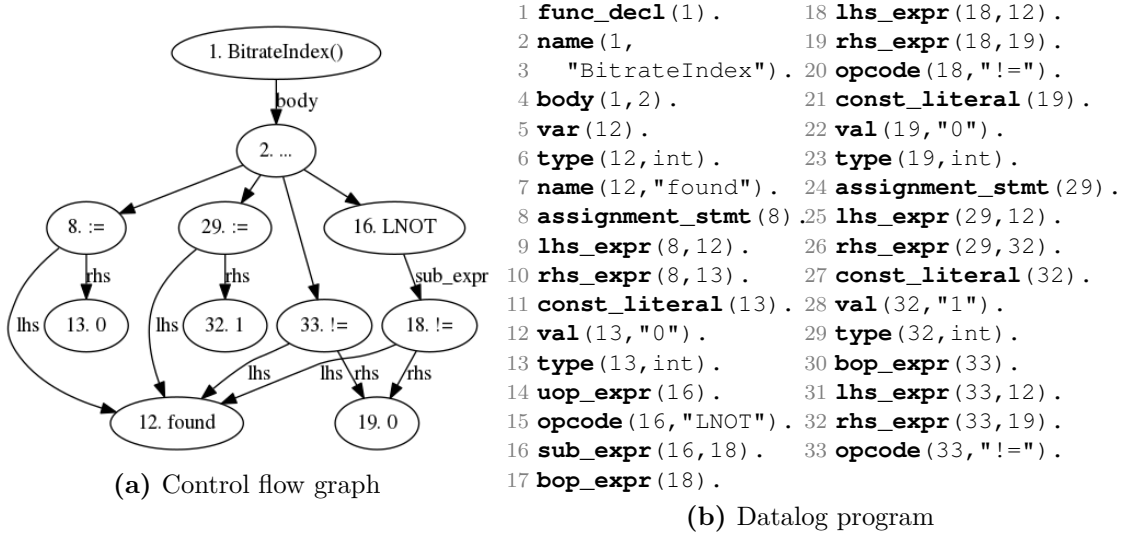 1. BitrateIndex()
body
2. ...
8. :=
29. :=
16. LNOT
rhs
rhs
sub_expr
lhs
13. 0
lhs
32. 1
33. !=
18. !=
lhs
lhs
rhs
rhs
12. found
19. 0
(a) Control flow graph
1 func_decl(1).
2 name(1,
3 "BitrateIndex").
4 body(1,2).
5 var(12).
6 type(12,int).
7 name(12,"found").
8 assignment_stmt(8).
9 lhs_expr(8,12).
10 rhs_expr(8,13).
11 const_literal(13).
12 val(13,"0").
13 type(13,int).
14 uop_expr(16).
15 opcode(16,"LNOT").
16 sub_expr(16,18).
17 bop_expr(18).
18 lhs_expr(18,12).
19 rhs_expr(18,19).
20 opcode(18,"!=").
21 const_literal(19).
22 val(19,"0").
23 type(19,int).
24 assignment_stmt(29).
25 lhs_expr(29,12).
26 rhs_expr(29,32).
27 const_literal(32).
28 val(32,"1").
29 type(32,int).
30 bop_expr(33).
31 lhs_expr(33,12).
32 rhs_expr(33,19).
33 opcode(33,"!=").
(b) Datalog program